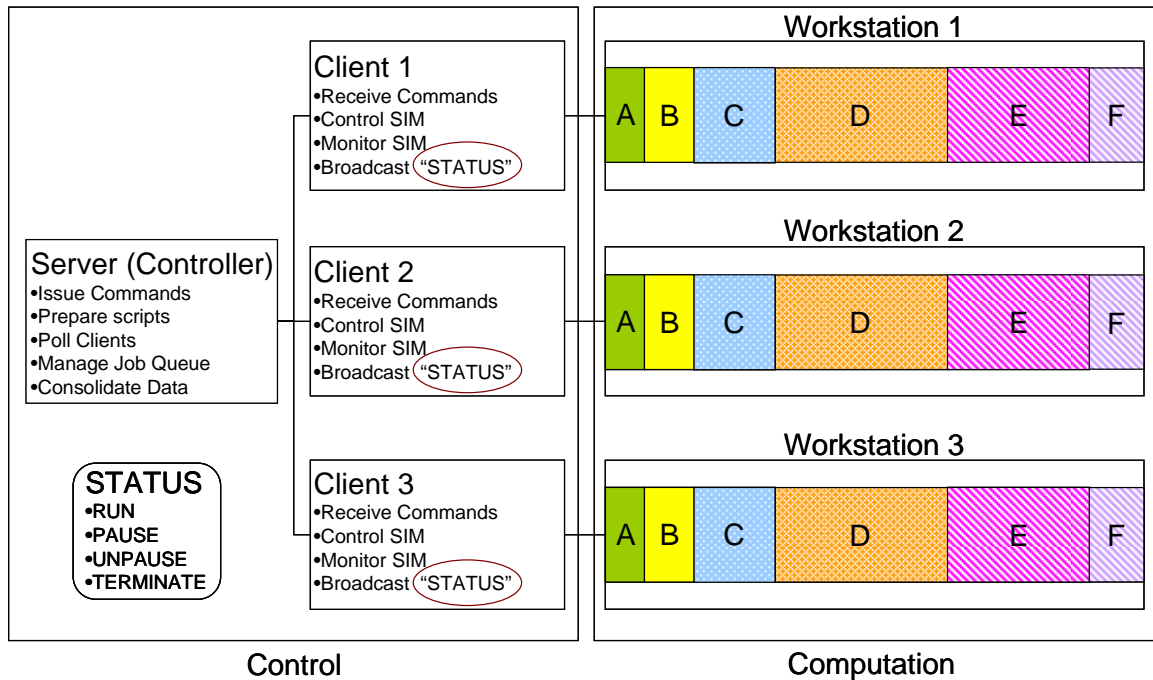 Server (Controller)
•Issue Commands
•Prepare scripts
•Poll Clients
•Manage Job Queue
•Consolidate Data
STATUS
•RUN
•PAUSE
•UNPAUSE
•TERMINATE
Client 1
•Receive Commands
•Control SIM
•Monitor SIM
•Broadcast “STATUS”
Client 2
•Receive Commands
•Control SIM
•Monitor SIM
•Broadcast “STATUS”
Client 3
•Receive Commands
•Control SIM
•Monitor SIM
•Broadcast “STATUS”
Control
Workstation 1
A B C D E F
Workstation 2
A B C D E F
Workstation 3
A B C D E F
Computation